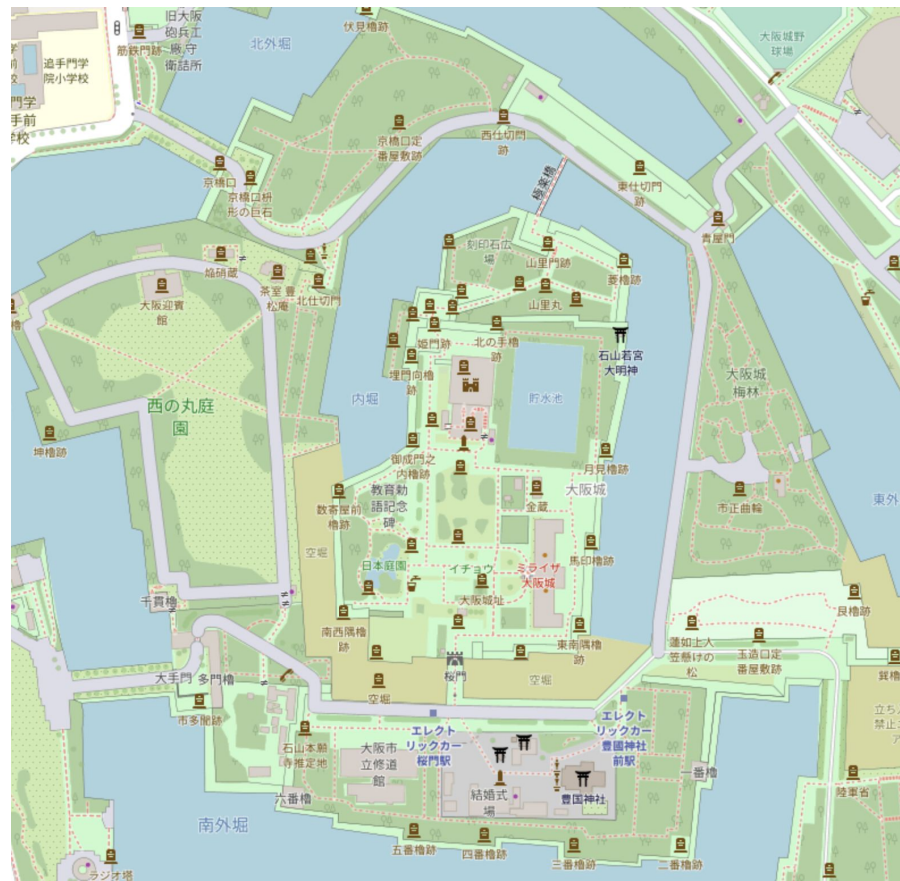 旧大阪
砲兵工
廠,守
衛詰所
筋鉄門跡
伏見櫓跡
北外堀
大阪城野
球場
追手門学
院小学校
門学
手前
学校
京橋口定
番屋敷跡
西仕切門
跡
極楽橋
東仕切門
跡
青屋門
京橋口
京橋口枡
形の巨石
焔硝蔵
茶室 豊
松庵
北仕切門
大阪迎賓
館
刻印石広
場
山里門跡
菱櫓跡
山里丸
姫門跡
北の手櫓
跡
石山若宮
大明神
埋門向櫓
跡
内堀
貯水池
大阪城
梅林
西の丸庭
園
坤櫓跡
御成門之
内櫓跡
月見櫓跡
大阪城
市正曲輪
東外
数寄屋前
櫓跡
教育勅
語記念
碑
金蔵
空堀
日本庭園
イチョウ
ミライザ
大阪城
馬印櫓跡
大阪城址
千貫櫓
南西隅櫓
跡
東南隅櫓
跡
艮櫓跡
蓮如上人
笠懸けの
松
玉造口定
番屋敷跡
巽櫓
大手門
多門櫓
市多聞跡
空堀
桜門
空堀
立ち
禁止
エレクト
リックカー
桜門駅
エレクト
リックカー
豊國神社
前駅
石山本願
寺推定地
大阪市
立修道
館
結婚式
場
豊国神社
一番櫓
陸軍省
六番櫓
南外堀
五番櫓跡
四番櫓跡
三番櫓跡
二番櫓跡
ラジオ塔